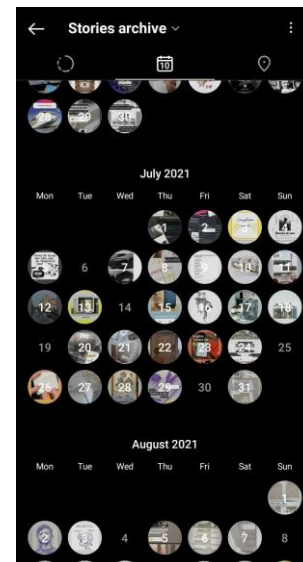 Stories archive
10
28 29 30
July 2021
Mon Tue Wed Thu Fri Sat Sun
1 2 3 4
6 7 8 9 10 11
12 13 14 15 16 17 18
19 20 21 22 23 24 25
26 27 28 29 30 31
August 2021
Mon Tue Wed Thu Fri Sat Sun
1
2 3 4 5 6 7 8